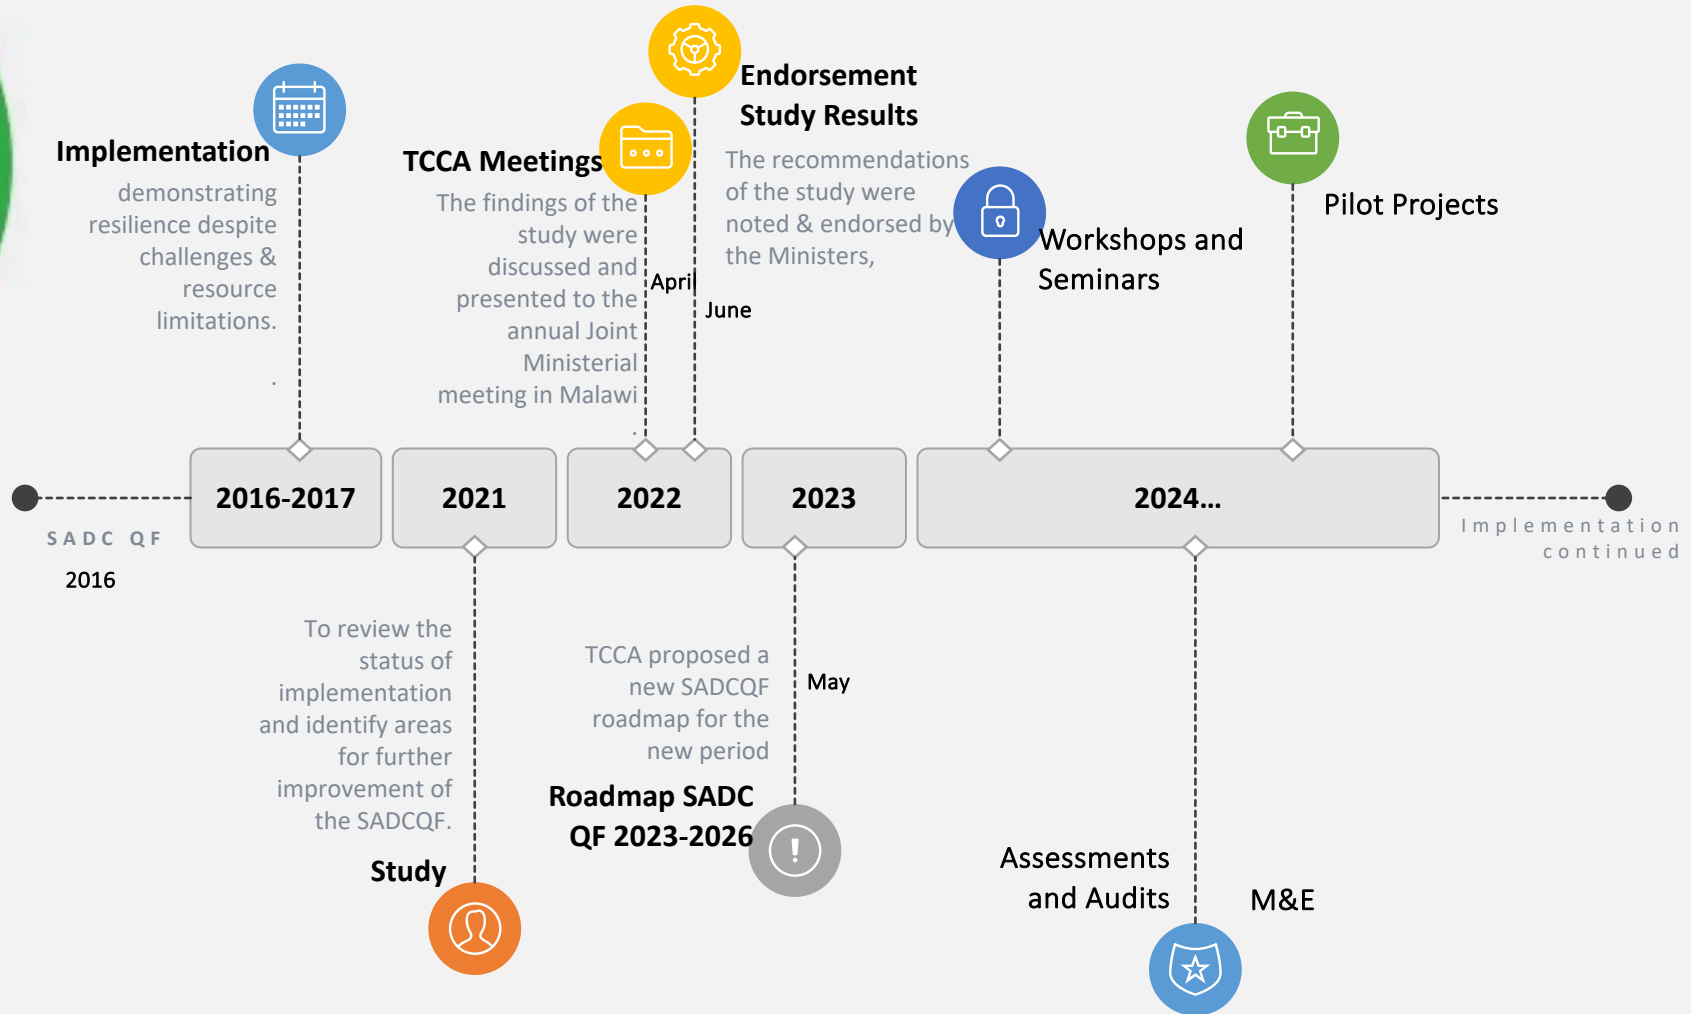 Implementation
demonstrating
resilience despite
challenges &
resource
limitations.
.
TCCA Meetings
The findings of the
study were
discussed and
presented to the
annual Joint
Ministerial
meeting in Malawi
.
April
Endorsement
Study Results
The recommendations
of the study were
noted & endorsed by
the Ministers,
June
Workshops and
Seminars
Pilot Projects
SADC QF
2016
2016-2017
2021
2022
2023
2024...
Implementation
continued
To review the
status of
implementation
and identify areas
for further
improvement of
the SADCQF.
Study
TCCA proposed a
new SADCQF
roadmap for the
new period
May
Roadmap SADC
QF 2023-2026
!
Assessments
and Audits
M&E